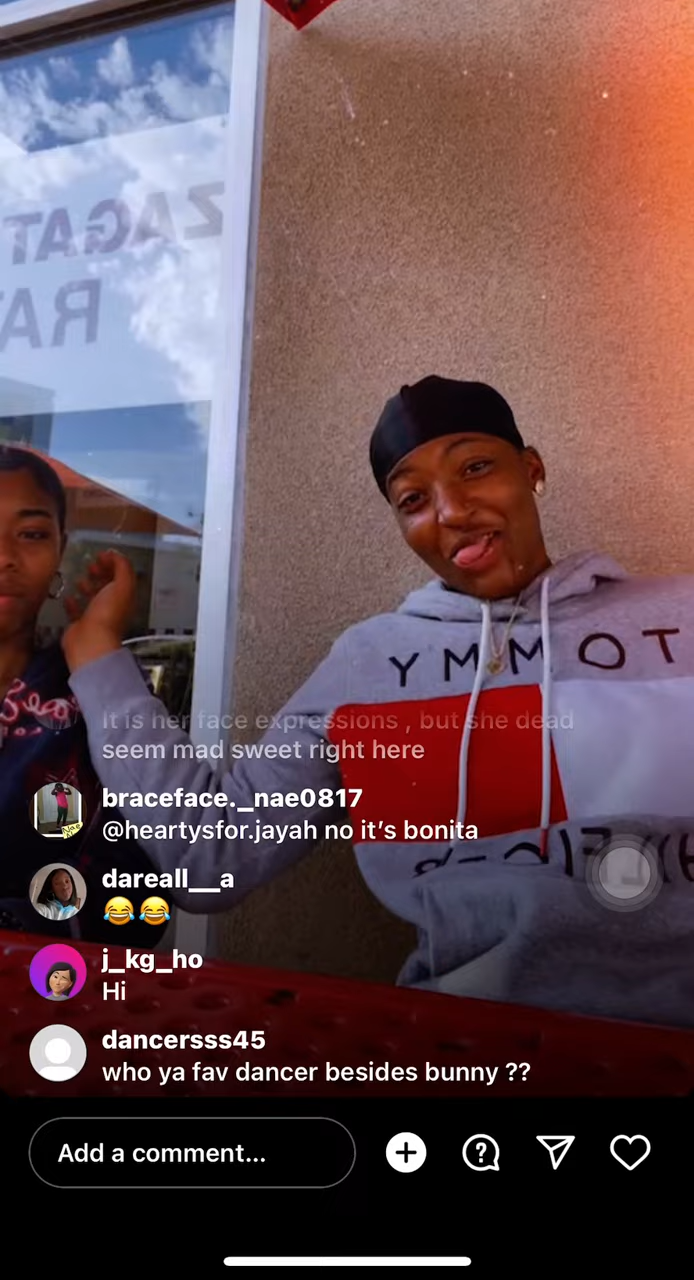 ZAGAT
RA
YMMOT
It is her face expressions , but she dead
seem mad sweet right here
braceface._nae0817
@heartysfor.jayah no it’s bonita
dareall__a
😂😂
j_kg_ho
Hi
dancersss45
who ya fav dancer besides bunny ??
Add a comment...